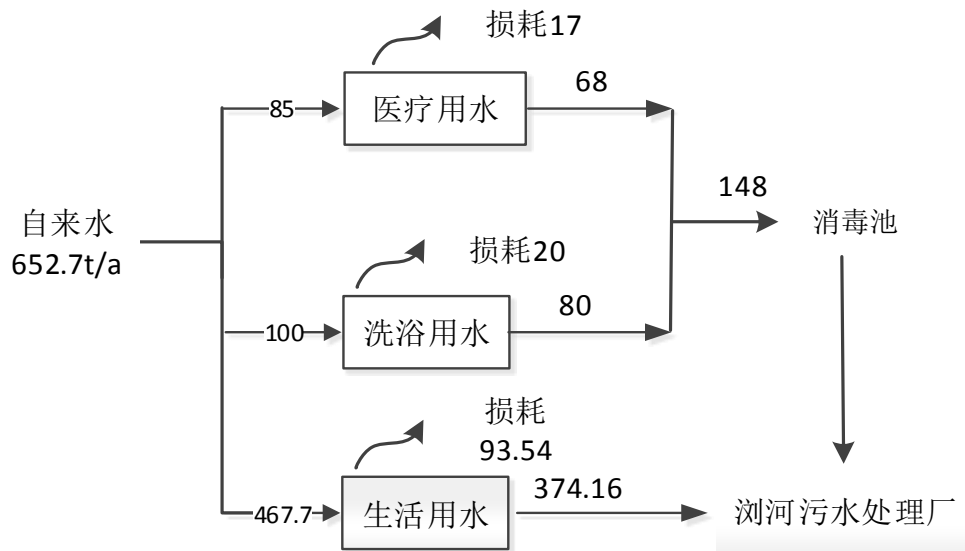 损耗17
85
医疗用水
68
148
自来水
652.7t/a
消毒池
损耗20
100
洗浴用水
80
损耗
93.54
467.7
生活用水
374.16
浏河污水处理厂